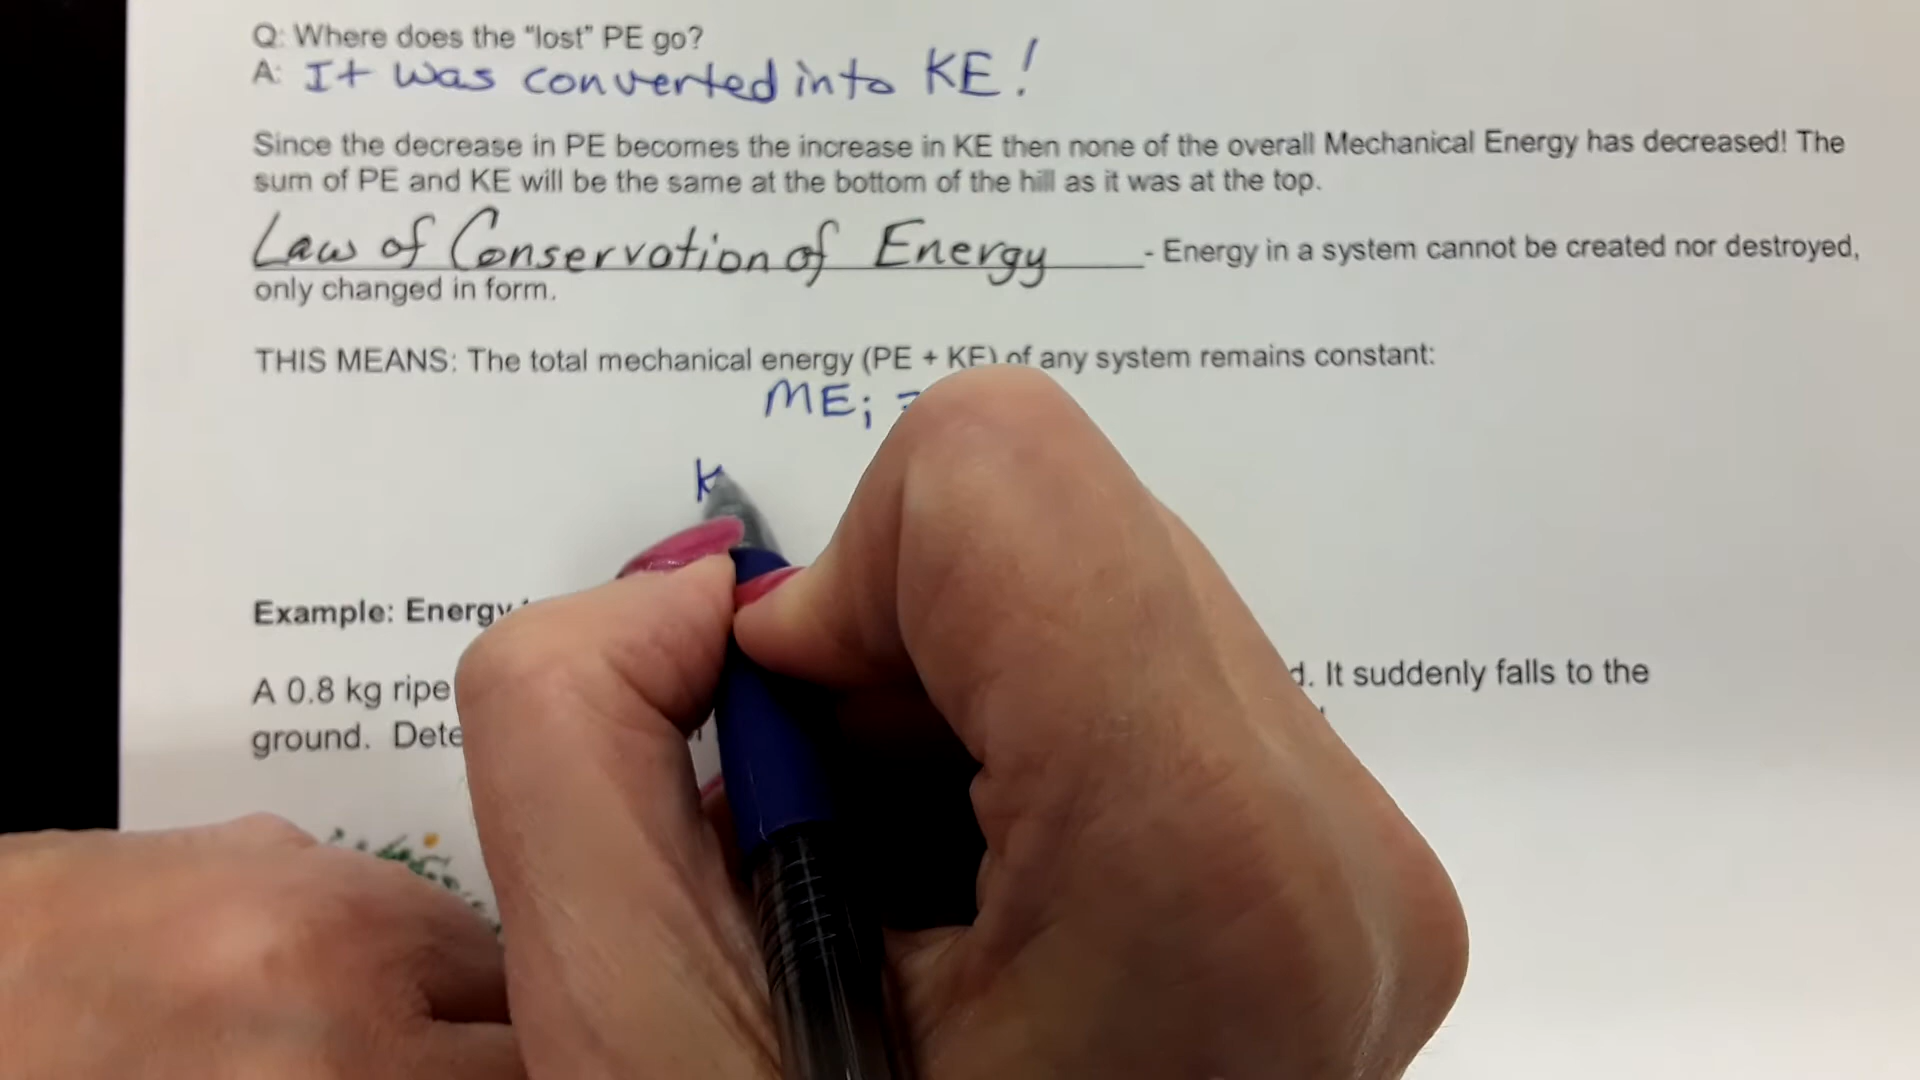 Q: Where does the “lost” PE go?
A: It was converted into KE!
Since the decrease in PE becomes the increase in KE then none of the overall Mechanical Energy has decreased! The
sum of PE and KE will be the same at the bottom of the hill as it was at the top.
Law of Conservation of Energy - Energy in a system cannot be created nor destroyed,
only changed in form.
THIS MEANS: The total mechanical energy (PE + KE) of any system remains constant:
MEi =
K
Example: Energy
A 0.8 kg ripe It suddenly falls to the
ground.